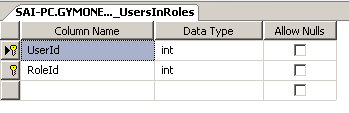 SAI-PC.GYMONE..._UsersInRoles
Column Name Data Type Allow Nulls
UserId int
RoleId int